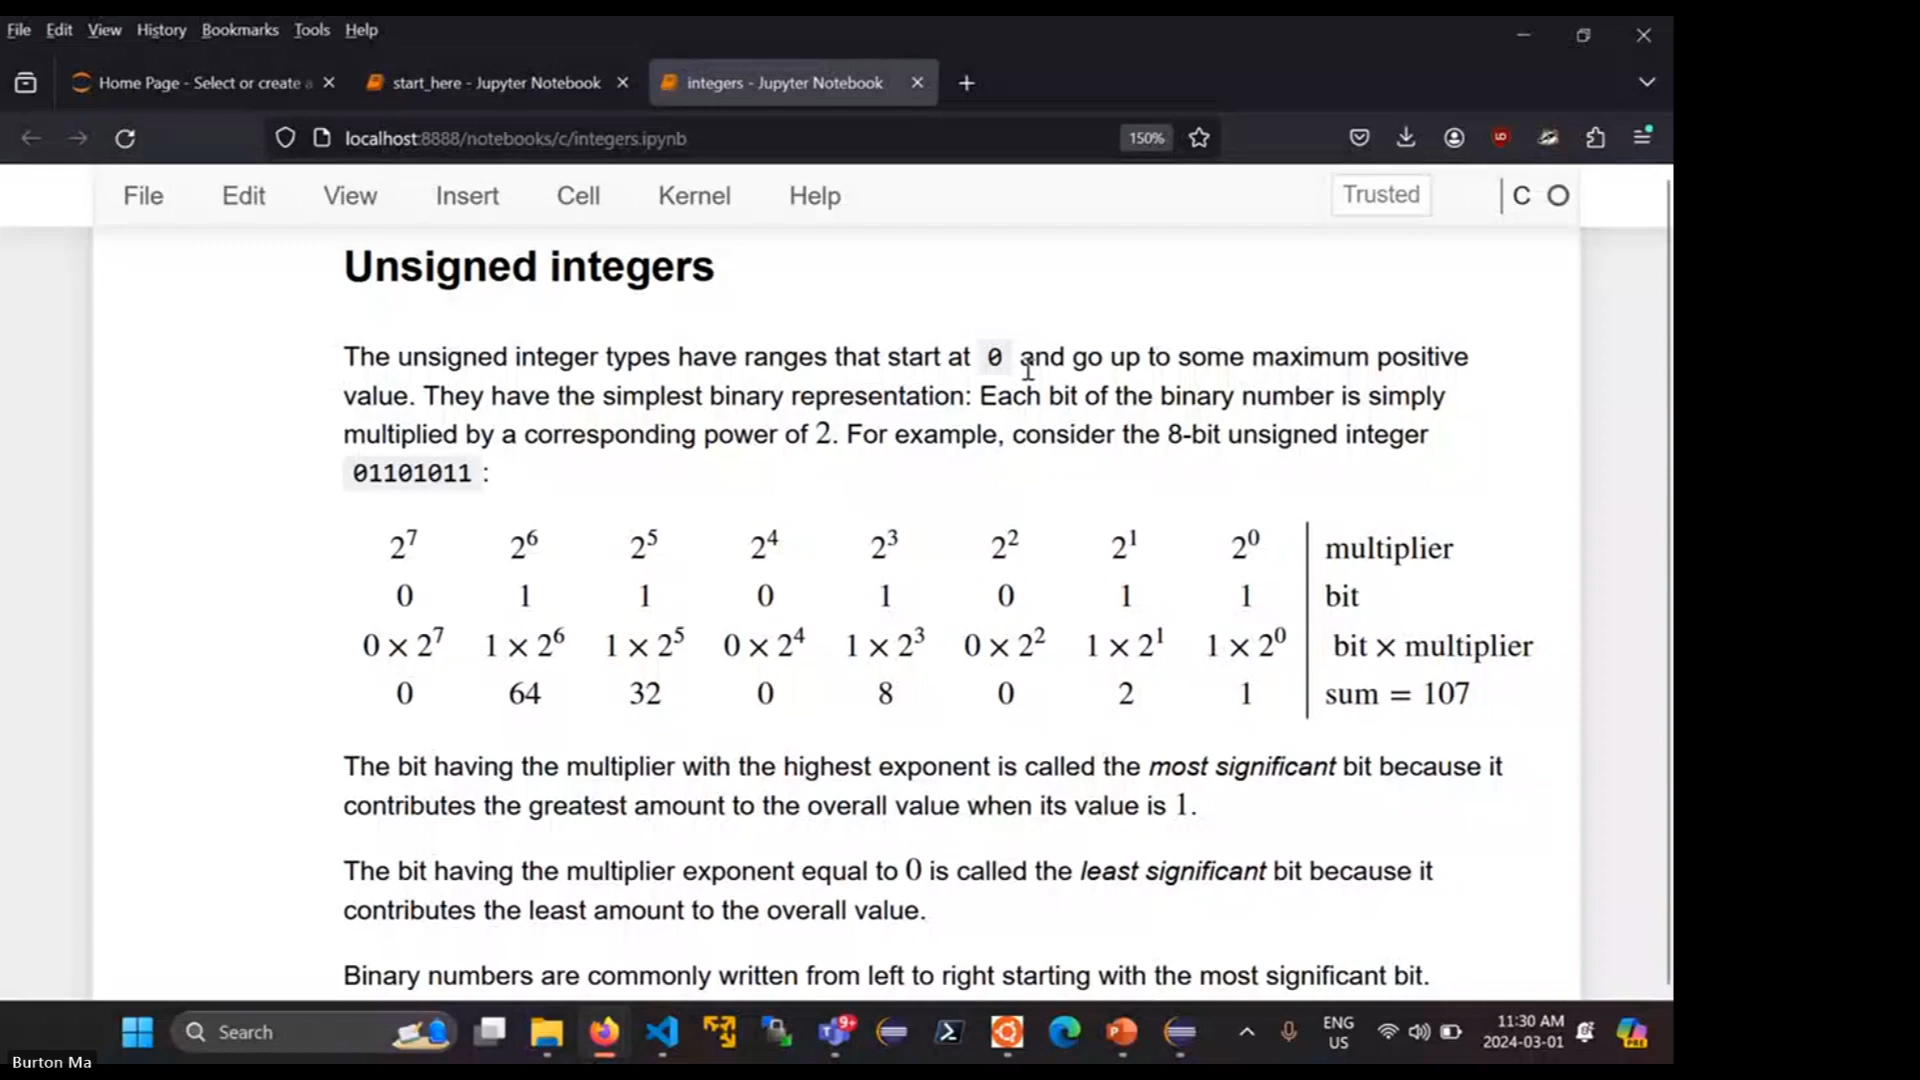 File Edit View History Bookmarks Tools Help
Home Page - Select or create a
start_here - Jupyter Notebook
integers - Jupyter Notebook
localhost:8888/notebooks/c/integers.ipynb
150%
File Edit View Insert Cell Kernel Help
Trusted
C
Unsigned integers
The unsigned integer types have ranges that start at 0 and go up to some maximum positive
value. They have the simplest binary representation: Each bit of the binary number is simply
multiplied by a corresponding power of 2. For example, consider the 8-bit unsigned integer
01101011 :
2⁷ 2⁶ 2⁵ 2⁴ 2³ 2² 2¹ 2⁰ multiplier
0 1 1 0 1 0 1 1 bit
0 × 2⁷ 1 × 2⁶ 1 × 2⁵ 0 × 2⁴ 1 × 2³ 0 × 2² 1 × 2¹ 1 × 2⁰ bit × multiplier
0 64 32 0 8 0 2 1 sum = 107
The bit having the multiplier with the highest exponent is called the most significant bit because it
contributes the greatest amount to the overall value when its value is 1.
The bit having the multiplier exponent equal to 0 is called the least significant bit because it
contributes the least amount to the overall value.
Binary numbers are commonly written from left to right starting with the most significant bit.
Search
9+
ENG
US
11:30 AM
2024-03-01
PRE
Burton Ma